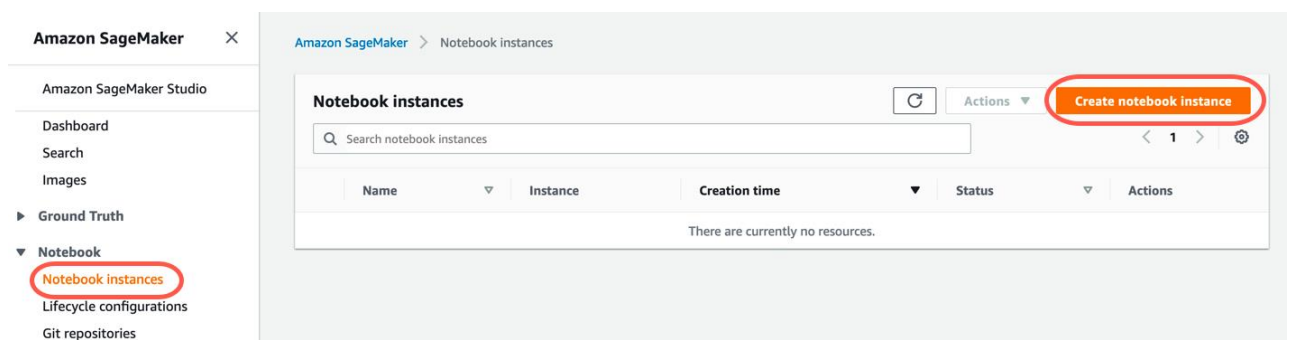 Amazon SageMaker
Amazon SageMaker Studio
Dashboard
Search
Images
Ground Truth
Notebook
Notebook instances
Lifecycle configurations
Git repositories
Amazon SageMaker > Notebook instances
Notebook instances
Actions
Create notebook instance
Search notebook instances
< 1 >
Name Instance Creation time Status Actions
There are currently no resources.